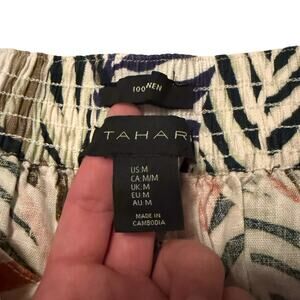 100% LINEN
TAHARI
US:M
CA:M/M
UK:M
EU:M
AU:M
MADE IN
CAMBODIA